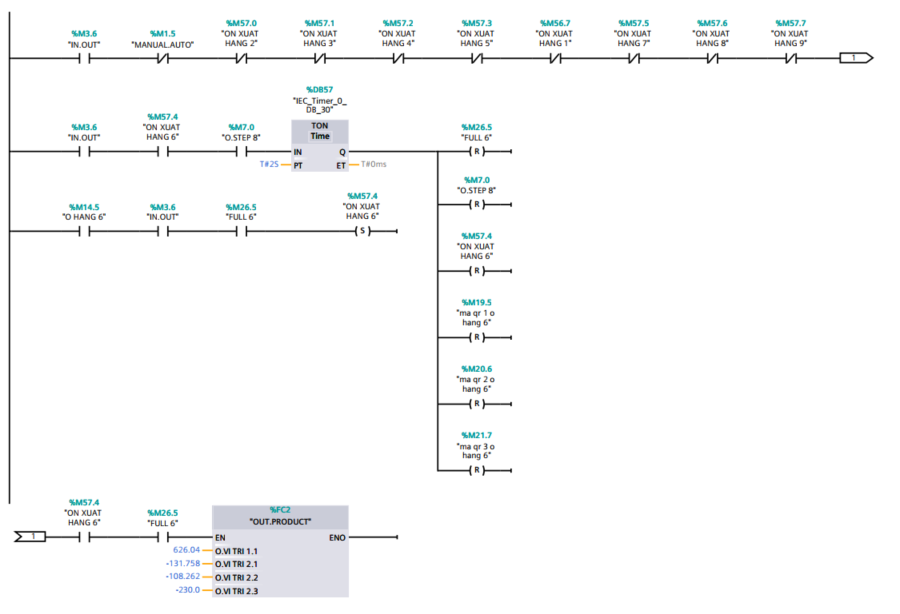 %M3.6 %M1.5 %M57.0 %M57.1 %M57.2 %M57.3 %M56.7 %M57.5 %M57.6 %M57.7
"IN.OUT" "MANUAL.AUTO" "ON XUAT "ON XUAT "ON XUAT "ON XUAT "ON XUAT "ON XUAT "ON XUAT "ON XUAT
HANG 2" HANG 3" HANG 4" HANG 5" HANG 1" HANG 7" HANG 8" HANG 9"
1
%DB57
"IEC_Timer_0_
DB_30"
%M3.6 %M57.4 %M7.0 TON %M26.5
"IN.OUT" "ON XUAT "O.STEP 8" Time "FULL 6"
HANG 6"
IN Q R
T#2S PT ET T#0ms
%M7.0
"O.STEP 8"
R
%M14.5 %M3.6 %M26.5 %M57.4
"O HANG 6" "IN.OUT" "FULL 6" "ON XUAT
HANG 6"
S
%M57.4
"ON XUAT
HANG 6"
R
%M19.5
"ma qr 1 o
hang 6"
R
%M20.6
"ma qr 2 o
hang 6"
R
%M21.7
"ma qr 3 o
hang 6"
R
%M57.4 %M26.5 %FC2
"ON XUAT "FULL 6" "OUT.PRODUCT"
HANG 6"
1 EN ENO
626.04 O.VI TRI 1.1
-131.758 O.VI TRI 2.1
-108.262 O.VI TRI 2.2
-230.0 O.VI TRI 2.3